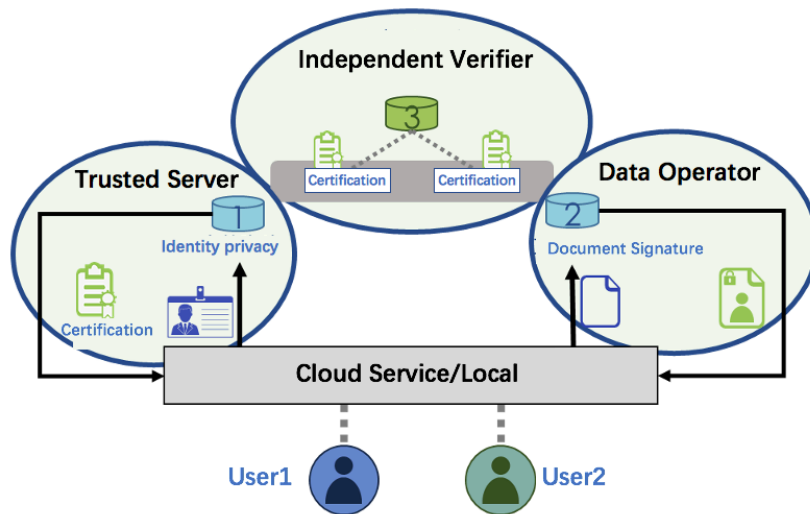 Independent Verifier
3
Certification
Certification
Trusted Server
1
Identity privacy
Certification
Data Operator
2
Document Signature
Cloud Service/Local
User1
User2